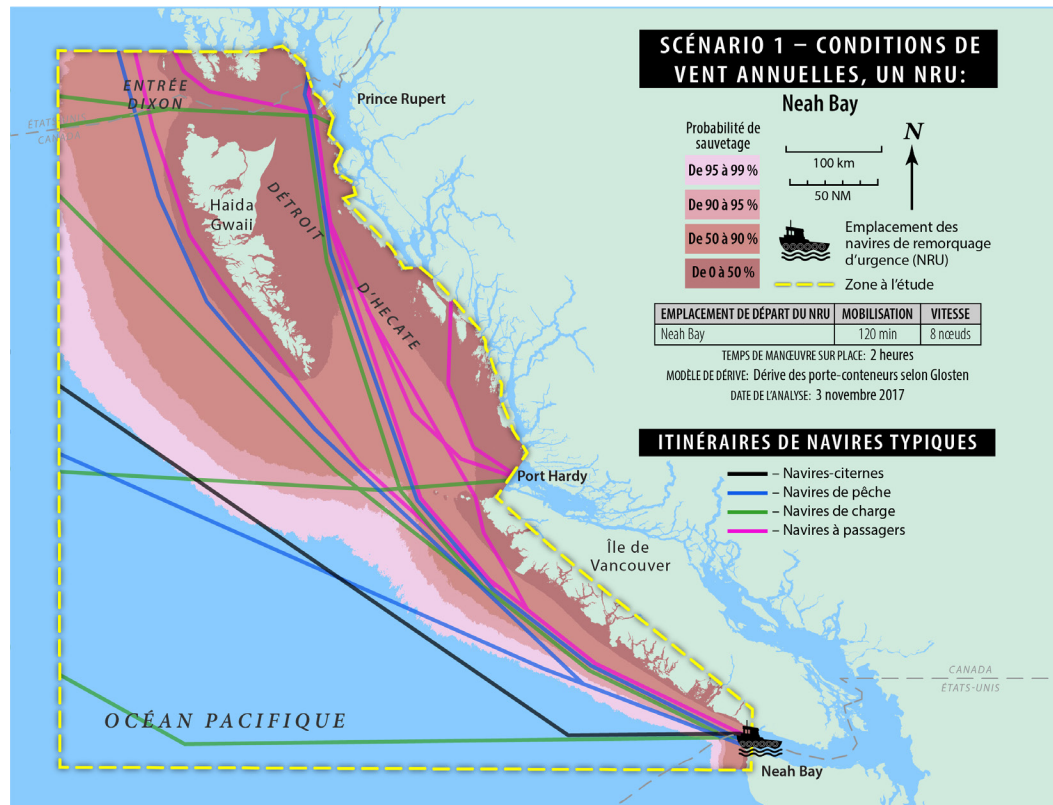 SCÉNARIO 1 – CONDITIONS DE
VENT ANNUELLES, UN NRU:
Neah Bay
Probabilité de
sauvetage
De 95 à 99 %
De 90 à 95 %
De 50 à 90 %
De 0 à 50 %
100 km
50 NM
N
Emplacement des
navires de remorquage
d’urgence (NRU)
Zone à l’étude
EMPLACEMENT DE DÉPART DU NRU MOBILISATION VITESSE
Neah Bay 120 min 8 nœuds
TEMPS DE MANŒUVRE SUR PLACE: 2 heures
MODÈLE DE DÉRIVE: Dérive des porte-conteneurs selon Glosten
DATE DE L’ANALYSE: 3 novembre 2017
ITINÉRAIRES DE NAVIRES TYPIQUES
– Navires-citernes
– Navires de pêche
– Navires de charge
– Navires à passagers
ENTRÉE
DIXON
Prince Rupert
ÉTATS-UNIS
CANADA
Haida
Gwaii
DÉTROIT
D’HECATE
Port Hardy
Île de
Vancouver
CANADA
ÉTATS-UNIS
OCÉAN PACIFIQUE
Neah Bay